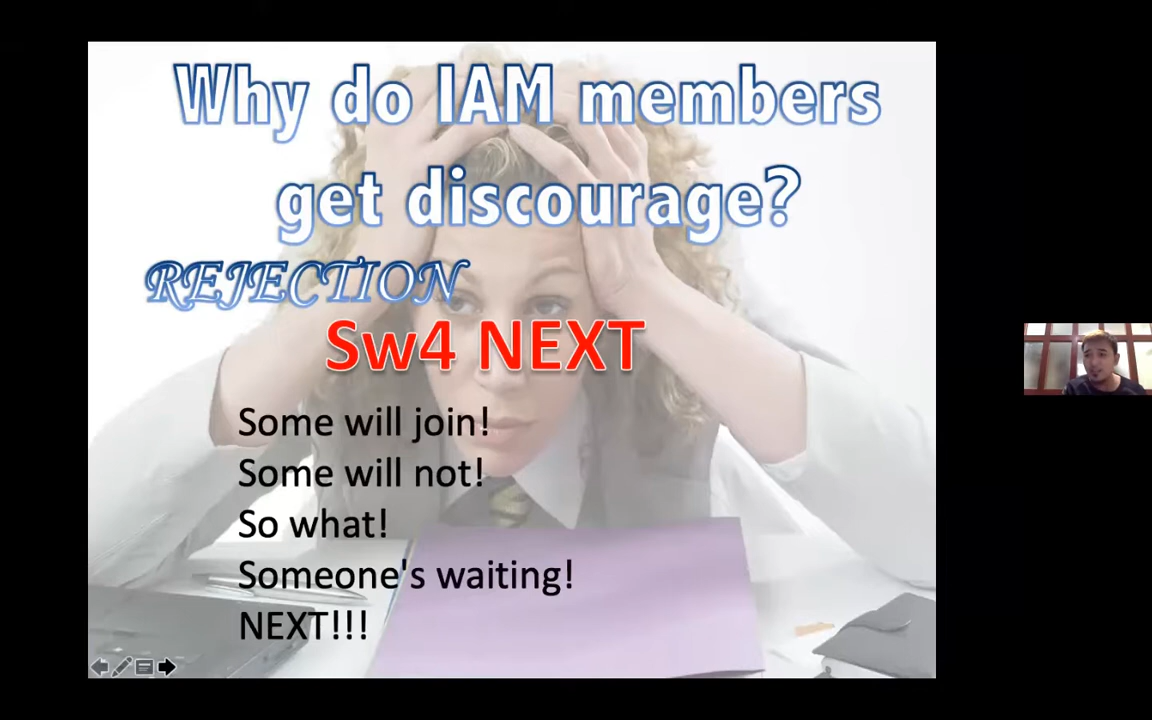 Why do IAM members
get discourage?
REJECTION
Sw4 NEXT
Some will join!
Some will not!
So what!
Someone's waiting!
NEXT!!!